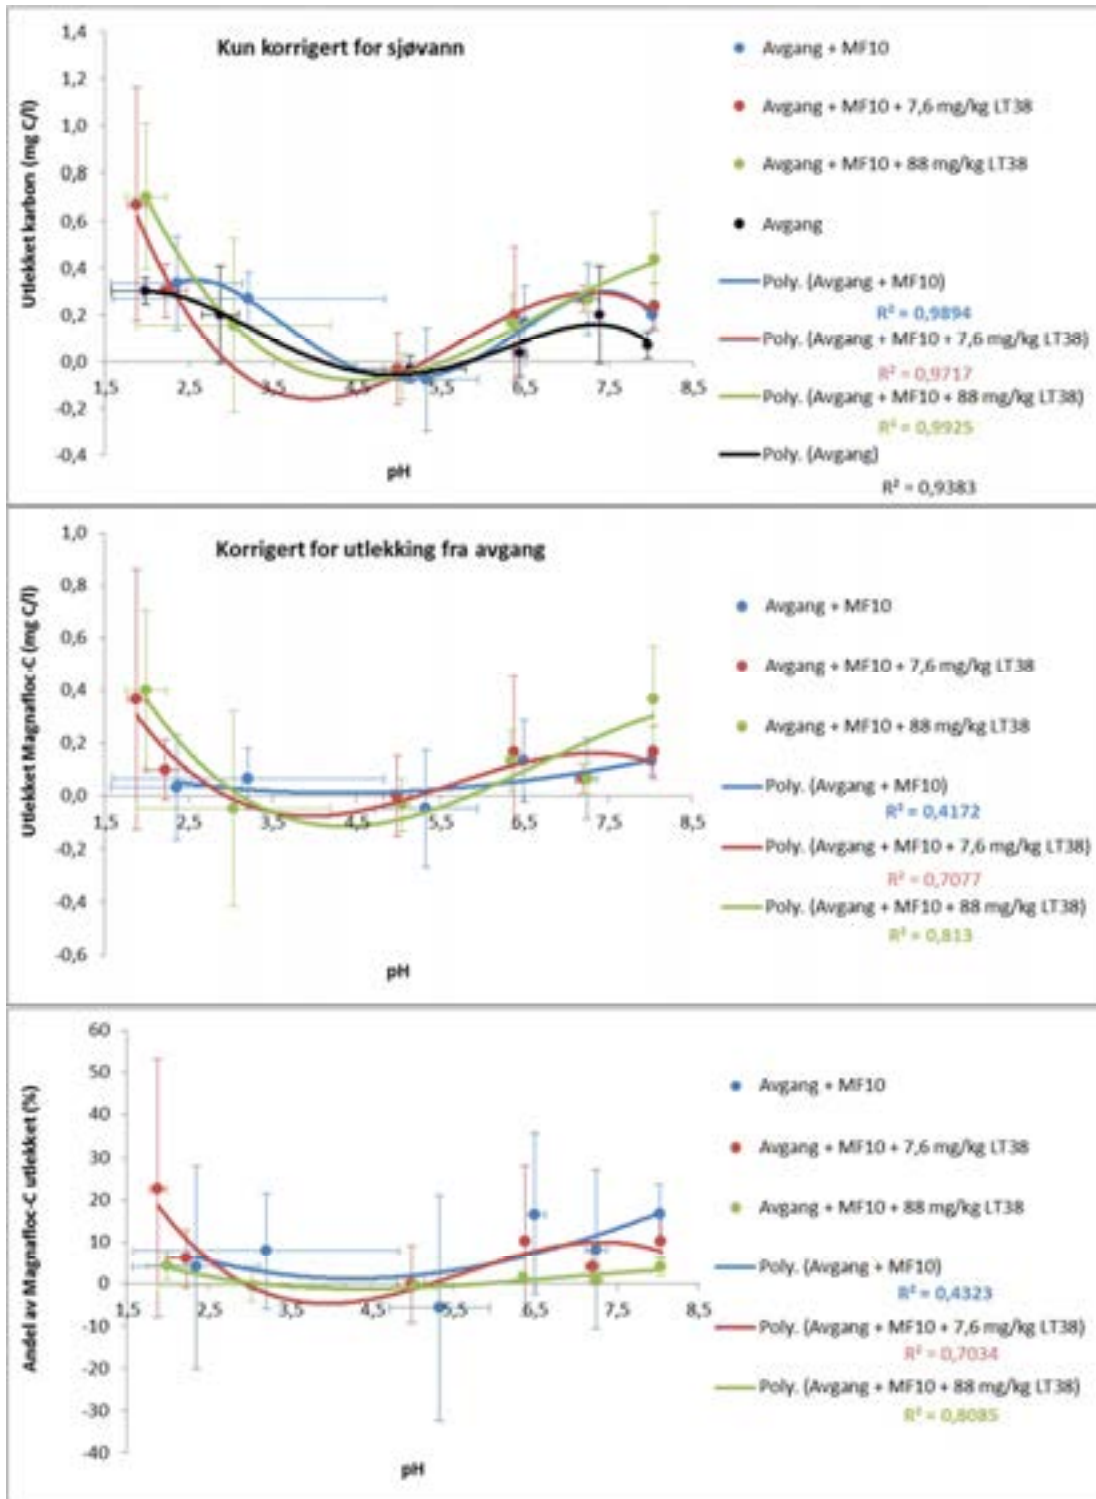 Kun korrigert for sjøvann
Utlekket karbon (mg C/l)
1,4
1,2
1,0
0,8
0,6
0,4
0,2
0,0
-0,2
-0,4
1,5 2,5 3,5 4,5 5,5 6,5 7,5 8,5
pH
Avgang + MF10
Avgang + MF10 + 7,6 mg/kg LT38
Avgang + MF10 + 88 mg/kg LT38
Avgang
Poly. (Avgang + MF10)
R² = 0,9894
Poly. (Avgang + MF10 + 7,6 mg/kg LT38)
R² = 0,9717
Poly. (Avgang + MF10 + 88 mg/kg LT38)
R² = 0,9925
Poly. (Avgang)
R² = 0,9383
Korrigert for utlekking fra avgang
Utlekket Magnafloc-C (mg C/l)
1,0
0,8
0,6
0,4
0,2
0,0
-0,2
-0,4
-0,6
1,5 2,5 3,5 4,5 5,5 6,5 7,5 8,5
pH
Avgang + MF10
Avgang + MF10 + 7,6 mg/kg LT38
Avgang + MF10 + 88 mg/kg LT38
Poly. (Avgang + MF10)
R² = 0,4172
Poly. (Avgang + MF10 + 7,6 mg/kg LT38)
R² = 0,7077
Poly. (Avgang + MF10 + 88 mg/kg LT38)
R² = 0,813
Andel av Magnafloc-C utlekket (%)
60
50
40
30
20
10
0
-10
-20
-30
-40
1,5 2,5 3,5 4,5 5,5 6,5 7,5 8,5
pH
Avgang + MF10
Avgang + MF10 + 7,6 mg/kg LT38
Avgang + MF10 + 88 mg/kg LT38
Poly. (Avgang + MF10)
R² = 0,4323
Poly. (Avgang + MF10 + 7,6 mg/kg LT38)
R² = 0,7034
Poly. (Avgang + MF10 + 88 mg/kg LT38)
R² = 0,8085